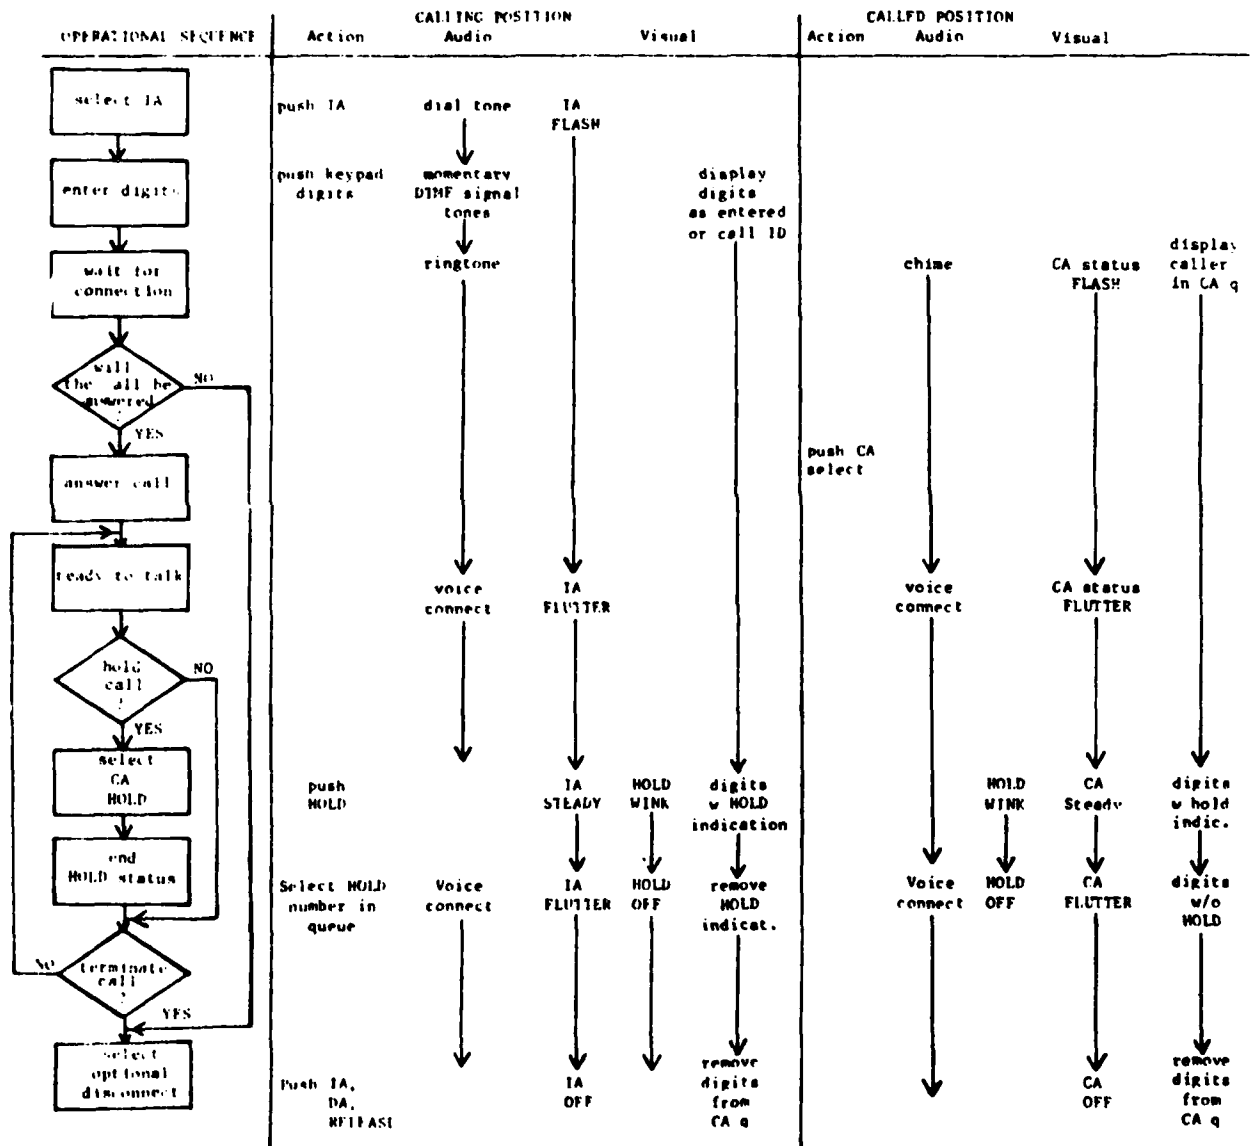 CALLING POSITION
CALLED POSITION
OPERATIONAL SEQUENCE
Action
Audio
Visual
Action
Audio
Visual
select IA
push IA
dial tone
IA
FLASH
enter digits
push keypad
digits
momentary
DTMF signal
tones
display
digits
as entered
or call ID
wait for
connection
ringtone
chime
CA status
FLASH
display
caller
in CA q
will
the call be
answered
?
NO
YES
push CA
select
answer call
ready to talk
voice
connect
IA
FLUTTER
voice
connect
CA status
FLUTTER
hold
call
?
NO
YES
select
CA
HOLD
push
HOLD
IA
STEADY
HOLD
WINK
digits
w HOLD
indication
HOLD
WINK
CA
Steady
digits
w hold
indic.
end
HOLD status
Select HOLD
number in
queue
Voice
connect
IA
FLUTTER
HOLD
OFF
remove
HOLD
indicat.
Voice
connect
HOLD
OFF
CA
FLUTTER
digits
w/o
HOLD
NO
terminate
call
?
YES
select
optional
disconnect
Push IA,
DA,
RELEASE
IA
OFF
remove
digits
from
CA q
CA
OFF
remove
digits
from
CA q